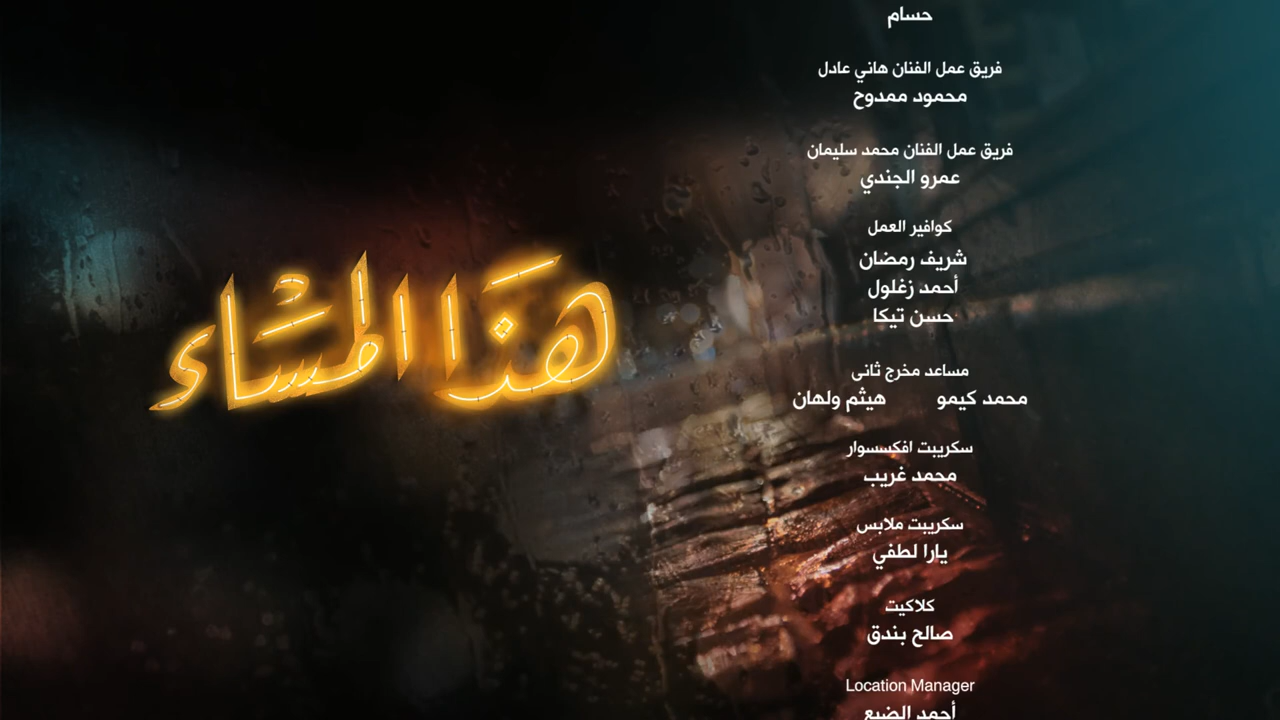 هذا المساء
حسام
فريق عمل الفنان هاني عادل
محمود ممدوح
فريق عمل الفنان محمد سليمان
عمرو الجندي
كوافير العمل
شريف رمضان
أحمد زغلول
حسن تيكا
مساعد مخرج ثانى
محمد كيمو هيثم ولهان
سكريبت افكسسوار
محمد غريب
سكريبت ملابس
يارا لطفي
كلاكيت
صالح بندق
Location Manager
أحمد الضبع